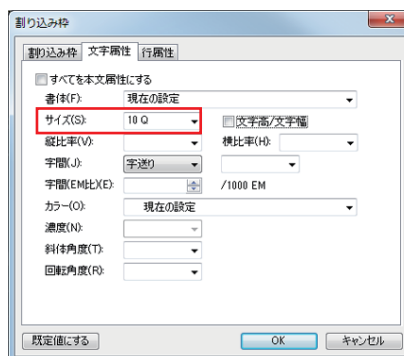 割り込み枠
割り込み枠 文字属性 行属性
すべてを本文属性にする
書体(F): 現在の設定
サイズ(S): 10 Q 文字高/文字幅
縦比率(V): 横比率(H):
字間(J): 字送り
字間(EM比)(E): /1000 EM
カラー(O): 現在の設定
濃度(N):
斜体角度(T):
回転角度(R):
既定値にする OK キャンセル